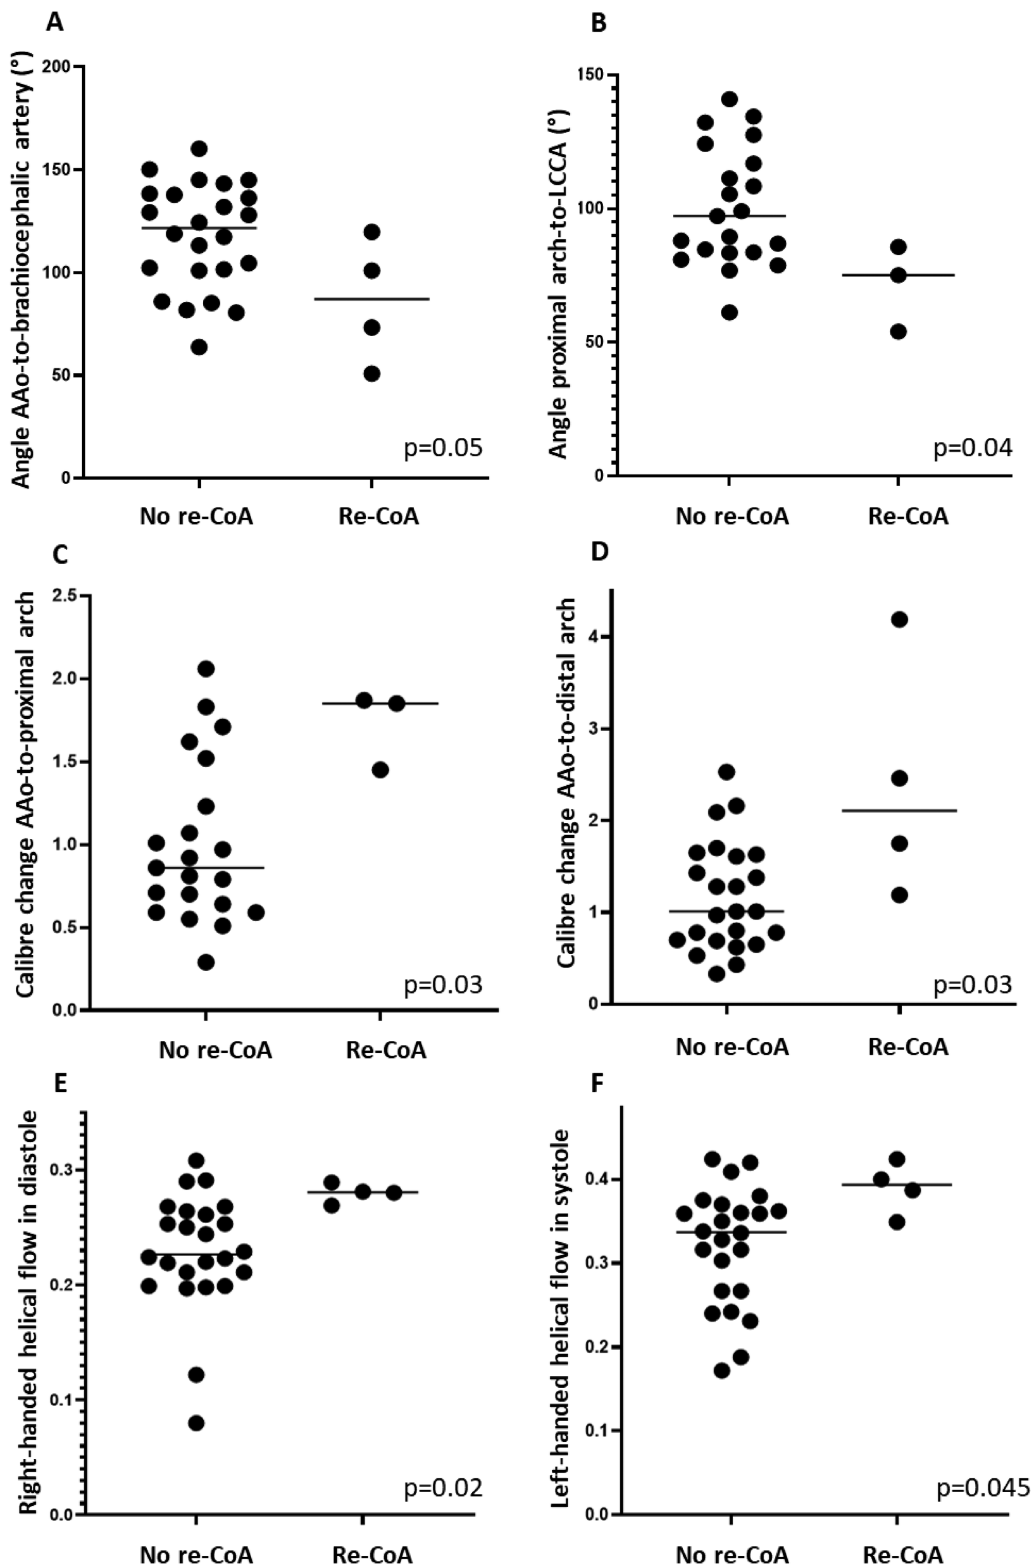 A
Angle AAo-to-brachiocephalic artery (°)
200
150
100
50
0
p=0.05
No re-CoA
Re-CoA
B
Angle proximal arch-to-LCCA (°)
150
100
50
0
p=0.04
No re-CoA
Re-CoA
C
Calibre change AAo-to-proximal arch
2.5
2.0
1.5
1.0
0.5
0.0
p=0.03
No re-CoA
Re-CoA
D
Calibre change AAo-to-distal arch
4
3
2
1
0
p=0.03
No re-CoA
Re-CoA
E
Right-handed helical flow in diastole
0.3
0.2
0.1
0.0
p=0.02
No re-CoA
Re-CoA
F
Left-handed helical flow in systole
0.4
0.3
0.2
0.1
0.0
p=0.045
No re-CoA
Re-CoA